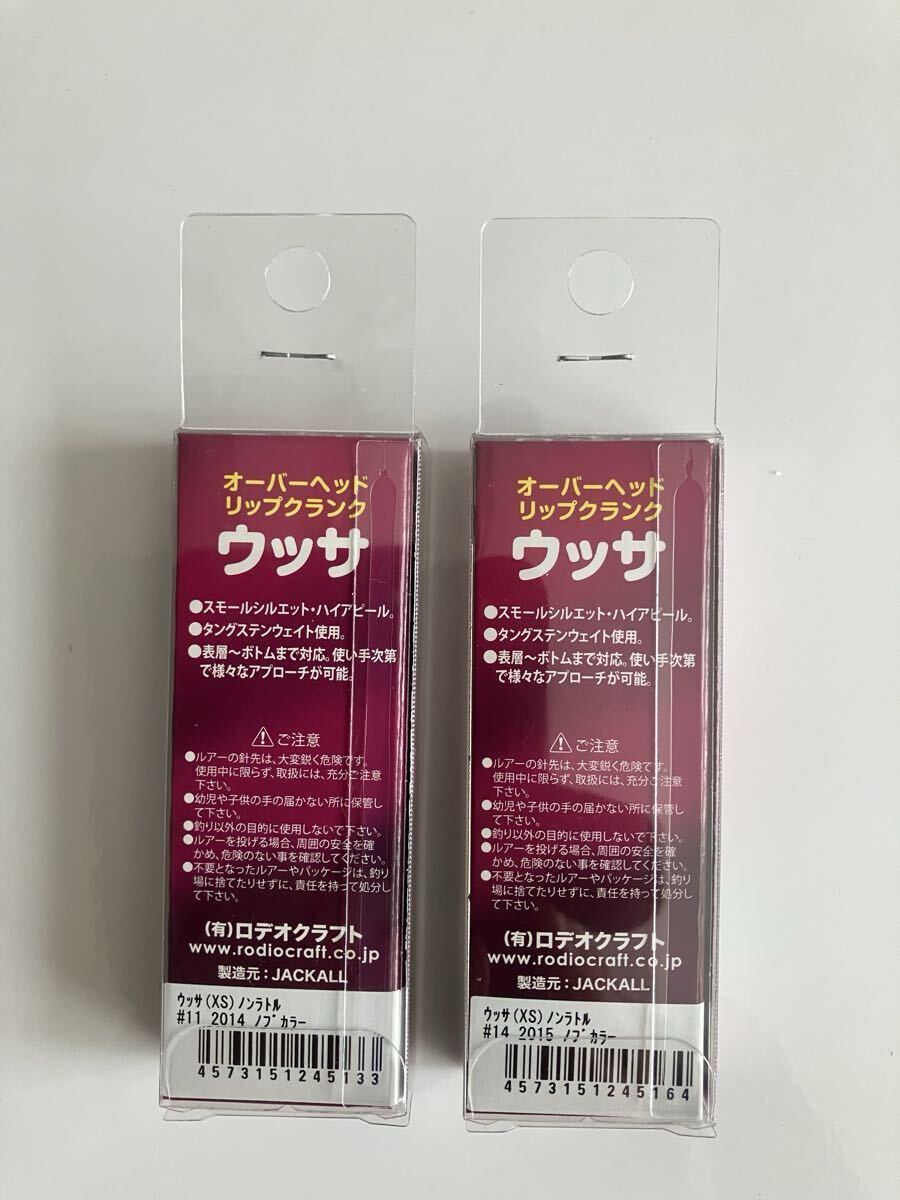 オーバーヘッド
リップクランク
ウッサ
●スモールシルエット・ハイアピール。
●タングステンウェイト使用。
●表層～ボトムまで対応。使い手次第
で様々なアプローチが可能。
ご注意
●ルアーの針先は、大変鋭く危険です。
使用中に限らず、取扱には、充分ご注意
下さい。
●幼児や子供の手の届かない所に保管し
て下さい。
●釣り以外の目的に使用しないで下さい。
●ルアーを投げる場合、周囲の安全を確
かめ、危険のない事を確認してください。
●不要となったルアーやパッケージは、釣り
場に捨てたりせずに、責任を持って処分し
て下さい。
(有)ロデオクラフト
www.rodiocraft.co.jp
製造元：JACKALL
ウッサ(XS)ノンラトル
#11 2014 ノブカラー
4573151245133
オーバーヘッド
リップクランク
ウッサ
●スモールシルエット・ハイアピール。
●タングステンウェイト使用。
●表層～ボトムまで対応。使い手次第
で様々なアプローチが可能。
ご注意
●ルアーの針先は、大変鋭く危険です。
使用中に限らず、取扱には、充分ご注意
下さい。
●幼児や子供の手の届かない所に保管し
て下さい。
●釣り以外の目的に使用しないで下さい。
●ルアーを投げる場合、周囲の安全を確
かめ、危険のない事を確認してください。
●不要となったルアーやパッケージは、釣り
場に捨てたりせずに、責任を持って処分し
て下さい。
(有)ロデオクラフト
www.rodiocraft.co.jp
製造元：JACKALL
ウッサ(XS)ノンラトル
#14 2015 ノブカラー
4573151245164